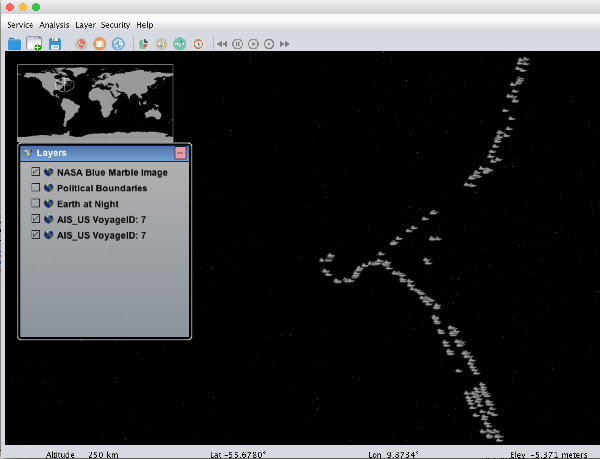 Service Analysis Layer Security Help
Layers
NASA Blue Marble Image
Political Boundaries
Earth at Night
AIS_US VoyageID: 7
AIS_US VoyageID: 7
Altitude 250 km Lat -55.6780° Lon 9.8734° Elev -5,371 meters